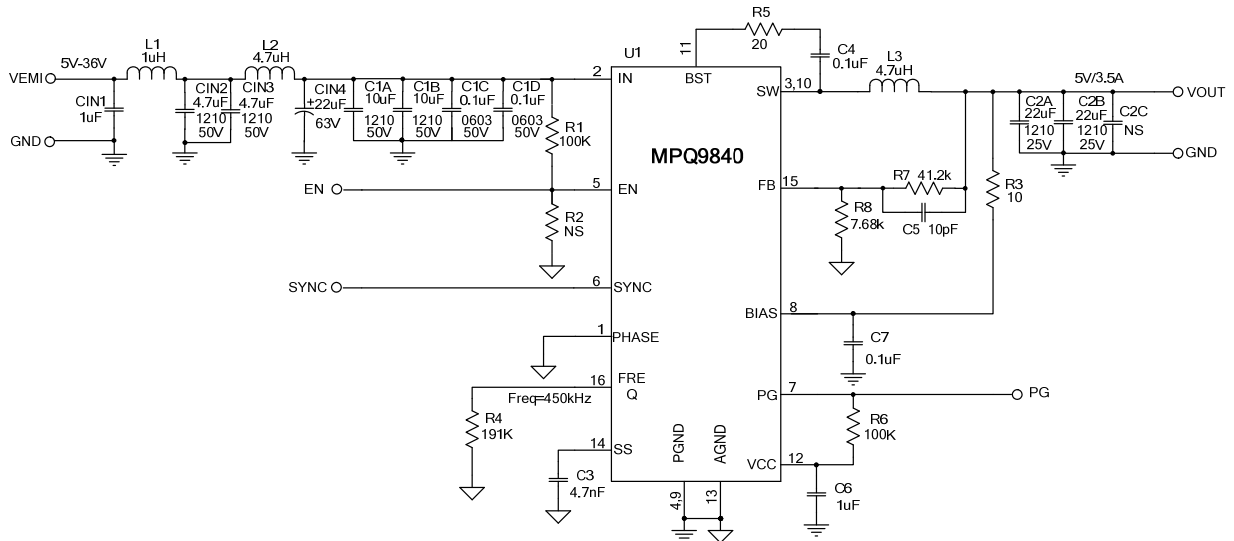 VEMI
5V-36V
L1
1uH
L2
4.7uH
CIN1
1uF
GND
CIN2
4.7uF
1210
50V
CIN3
4.7uF
1210
50V
CIN4
+
22uF
63V
C1A
10uF
1210
50V
C1B
10uF
1210
50V
C1C
0.1uF
0603
50V
C1D
0.1uF
0603
50V
R1
100K
EN
R2
NS
SYNC
R4
191K
Freq=450kHz
C3
4.7nF
U1
MPQ9840
2
IN
5
EN
6
SYNC
1
PHASE
16
FRE
Q
14
SS
11
BST
3,10
SW
15
FB
8
BIAS
7
PG
12
VCC
PGND
4,9
AGND
13
R5
20
C4
0.1uF
L3
4.7uH
5V/3.5A
VOUT
C2A
22uF
1210
25V
C2B
22uF
1210
25V
C2C
NS
GND
R7 41.2k
C5 10pF
R8
7.68k
R3
10
C7
0.1uF
PG
R6
100K
C6
1uF